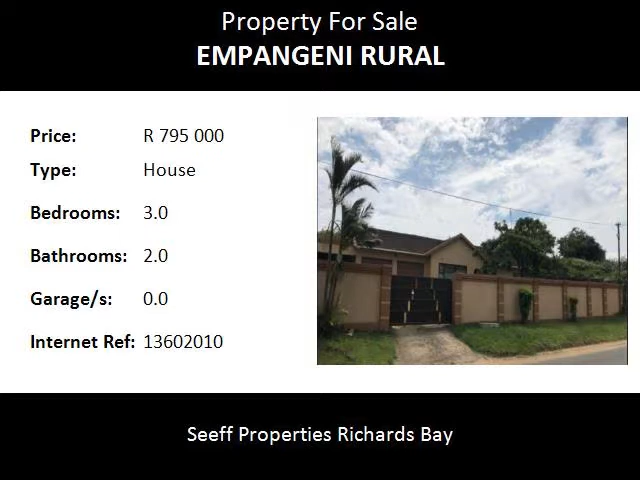 Property For Sale
EMPANGENI RURAL
Price: R 795 000
Type: House
Bedrooms: 3.0
Bathrooms: 2.0
Garage/s: 0.0
Internet Ref: 13602010
Seeff Properties Richards Bay